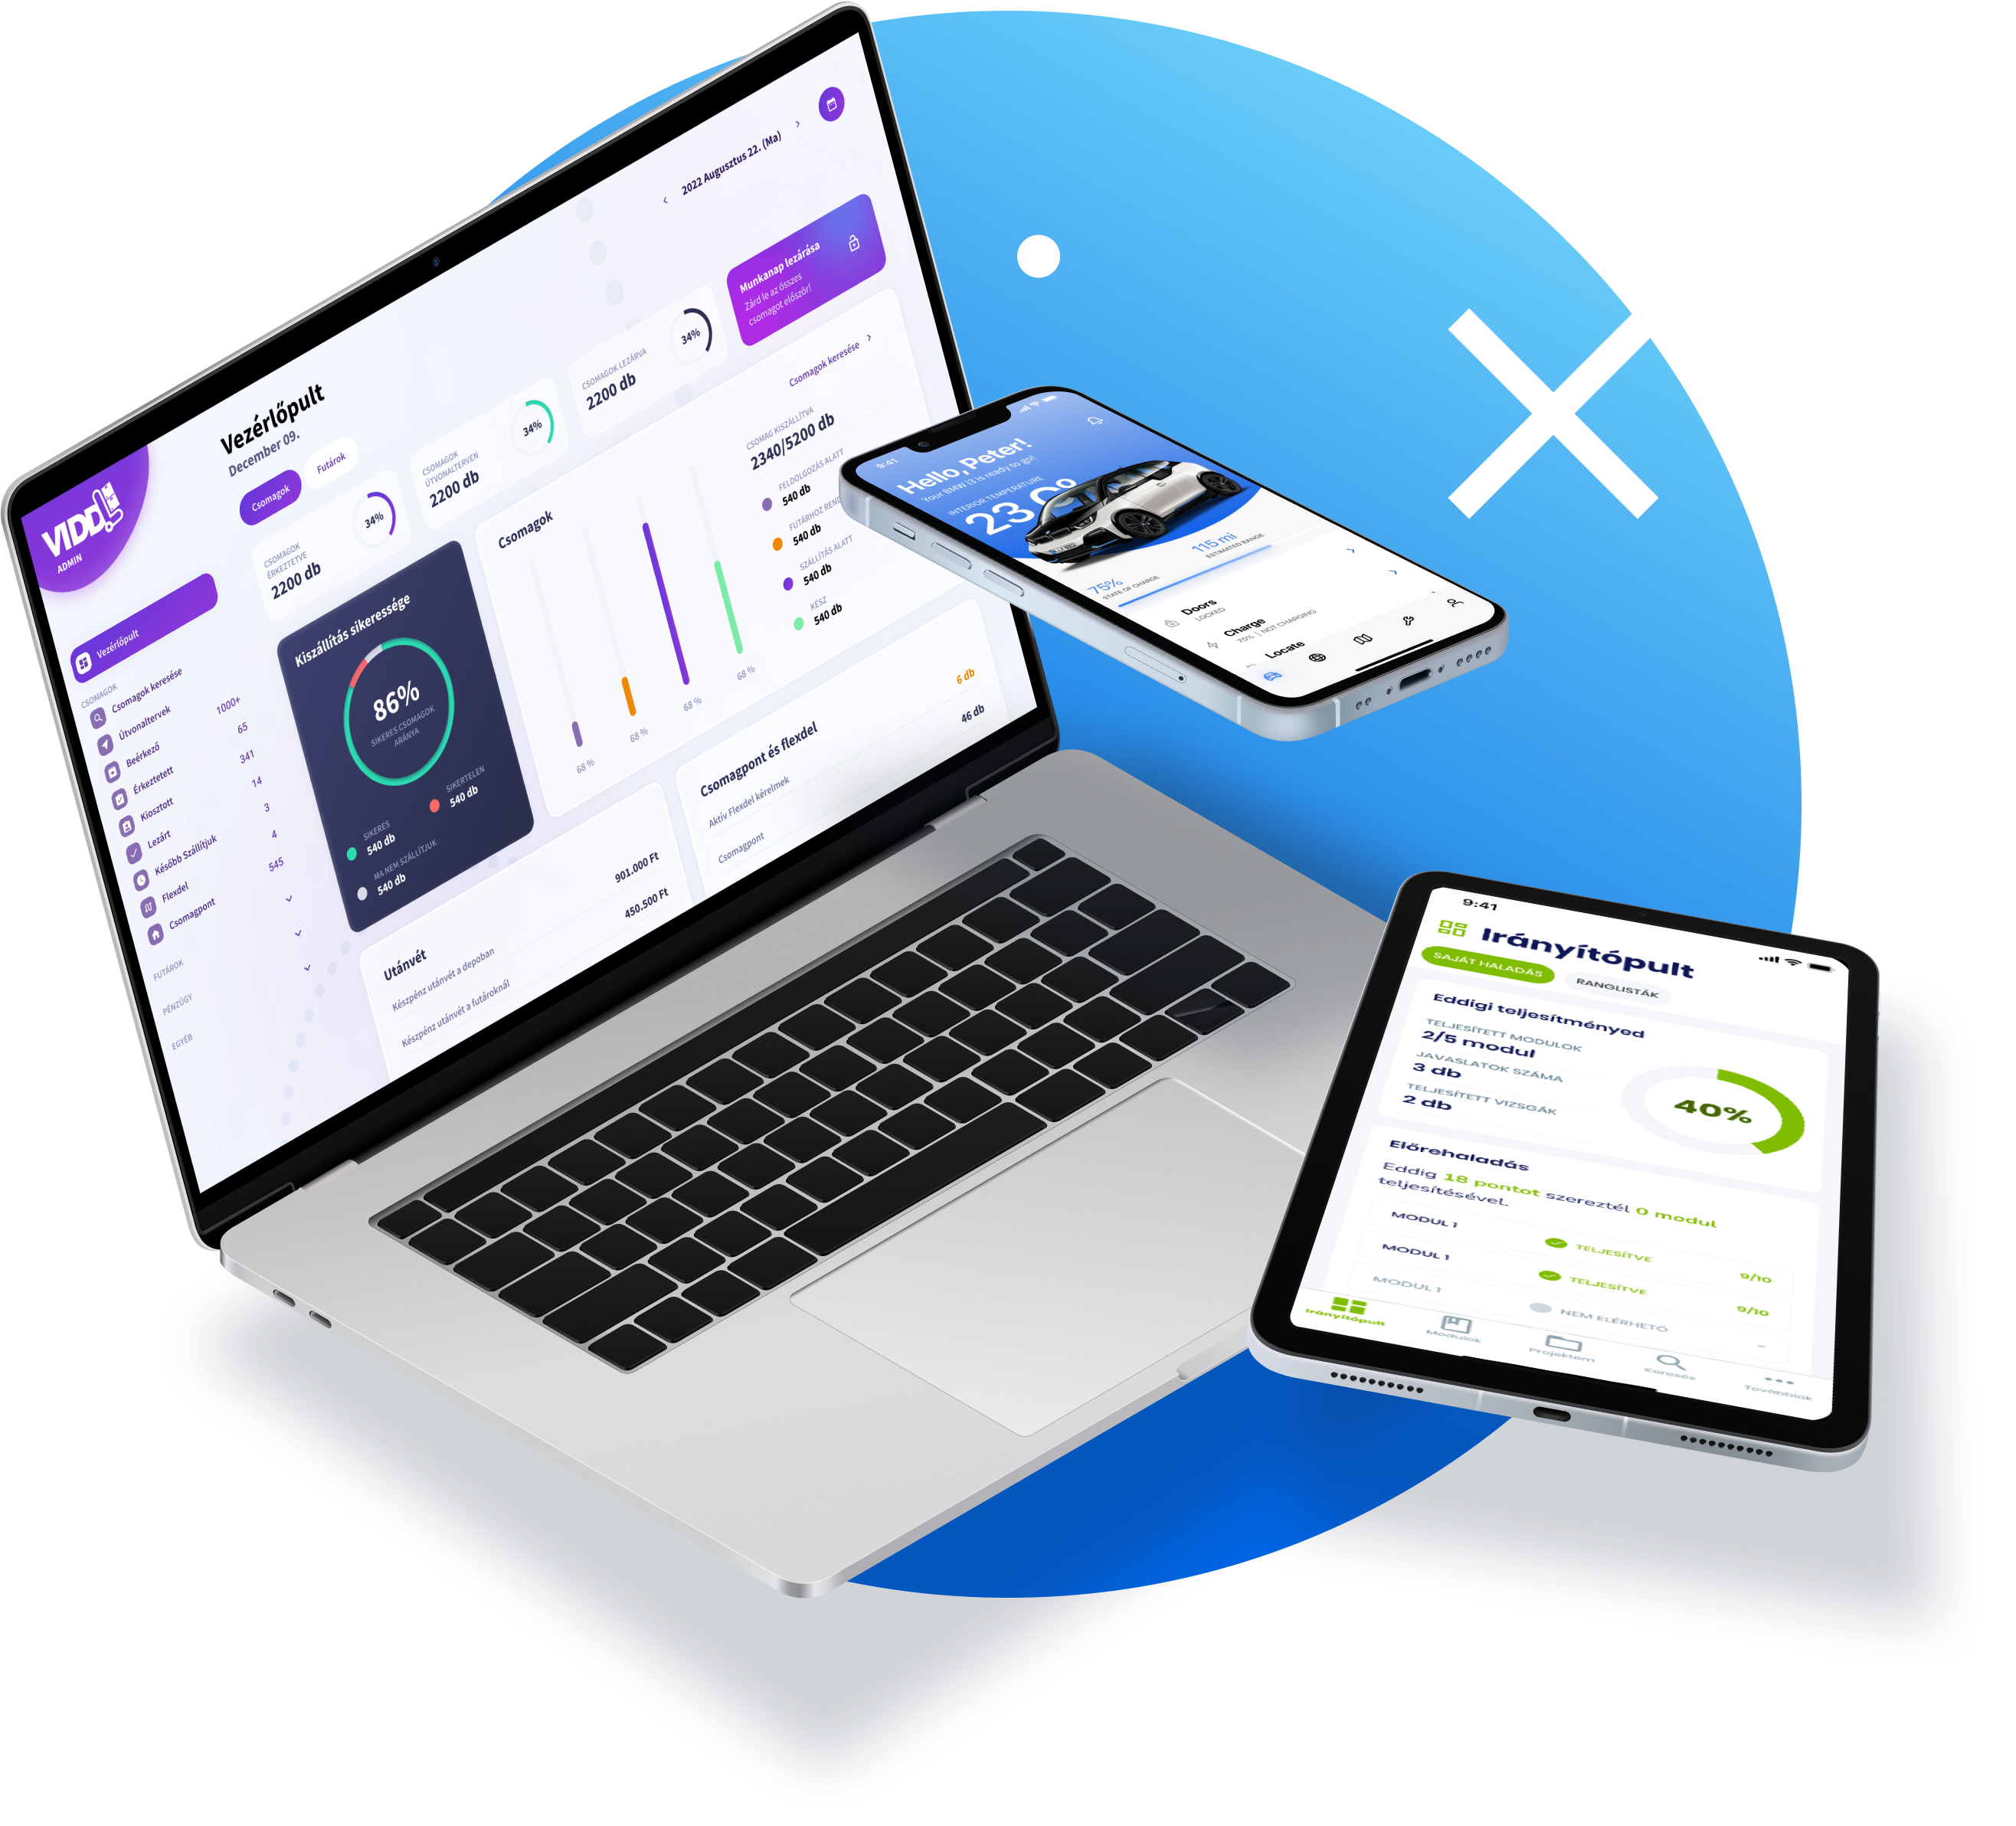 VIDDL
ADMIN
Vezérlőpult
CSOMAGOK
Csomagok keresése
Útvonaltervek
1000+
Beérkező
65
Érkeztetett
341
Kiosztott
14
Lezárt
3
Később Szállítjuk
4
Flexdel
545
Csomagpont
FUTÁROK
PÉNZÜGY
EGYÉB
Vezérlőpult
December 09.
Csomagok
Futárok
2022 Augusztus 22. (Ma)
CSOMAGOK
ÉRKEZTETVE
2200 db
34%
CSOMAGOK
ÚTVONALTERVEN
2200 db
34%
CSOMAGOK LEZÁRVA
2200 db
34%
Munkanap lezárása
Zárd le az összes
csomagot először!
Kiszállítás sikeressége
86%
SIKERES CSOMAGOK
ARÁNYA
SIKERES
540 db
SIKERTELEN
540 db
MA NEM SZÁLLÍTJUK
540 db
Csomagok
Csomagok keresése
68 %
68 %
68 %
68 %
CSOMAG KISZÁLLÍTVA
2340/5200 db
FELDOLGOZÁS ALATT
540 db
FUTÁRHOZ
540 db
SZÁLLÍTÁS ALATT
540 db
KÉSZ
540 db
Utánvét
Készpénz utánvét a depoban
901.000 Ft
Készpénz utánvét a futároknál
450.500 Ft
Csomagpont és flexdel
Aktív Flexdel kérelmek
6 db
Csomagpont
46 db
9:41
Hello, Peter!
Your BMW i3 is ready to go!
INTERIOR TEMPERATURE
75%
STATE OF CHARGE
115 mi
ESTIMATED RANGE
Doors
LOCKED
Charge
75% | NOT CHARGING
Locate
9:41
Irányítópult
SAJÁT HALADÁS
RANGLISTÁK
Eddigi teljesítményed
TELJESÍTETT MODULOK
2/5 modul
JAVASLATOK SZÁMA
3 db
TELJESÍTETT VIZSGÁK
2 db
40%
Előrehaladás
Eddig 18 pontot szereztél 0 modul
teljesítésével.
MODUL 1
TELJESÍTVE
9/10
MODUL 1
TELJESÍTVE
9/10
MODUL 1
NEM ELÉRHETŐ
–
Irányítópult
Modulok
Projektem
Keresés
Továbbiak